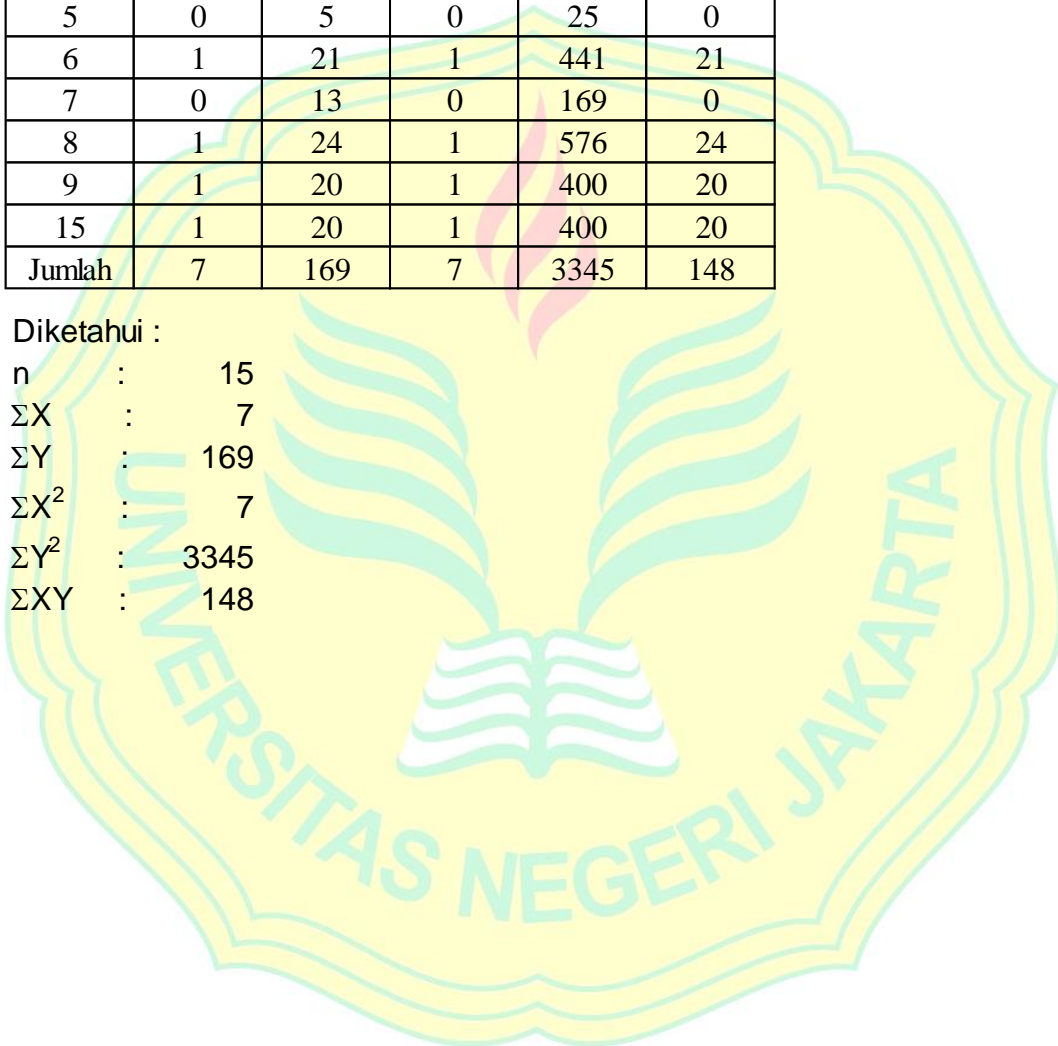 5 0 5 0 25 0
6 1 21 1 441 21
7 0 13 0 169 0
8 1 24 1 576 24
9 1 20 1 400 20
15 1 20 1 400 20
Jumlah 7 169 7 3345 148
Diketahui :
n : 15
ΣX : 7
ΣY : 169
ΣX² : 7
ΣY² : 3345
ΣXY : 148
UNIVERSITAS NEGERI JAKARTA